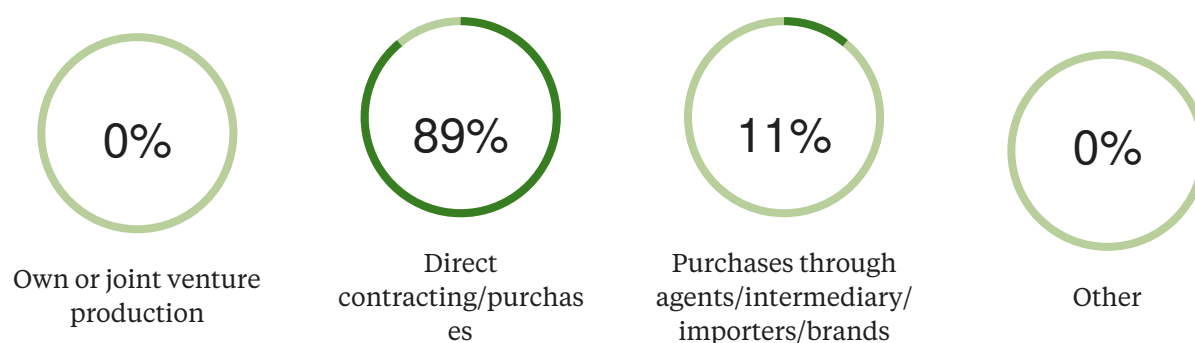 0%
Own or joint venture
production
89%
Direct
contracting/purchas
es
11%
Purchases through
agents/intermediary/
importers/brands
0%
Other